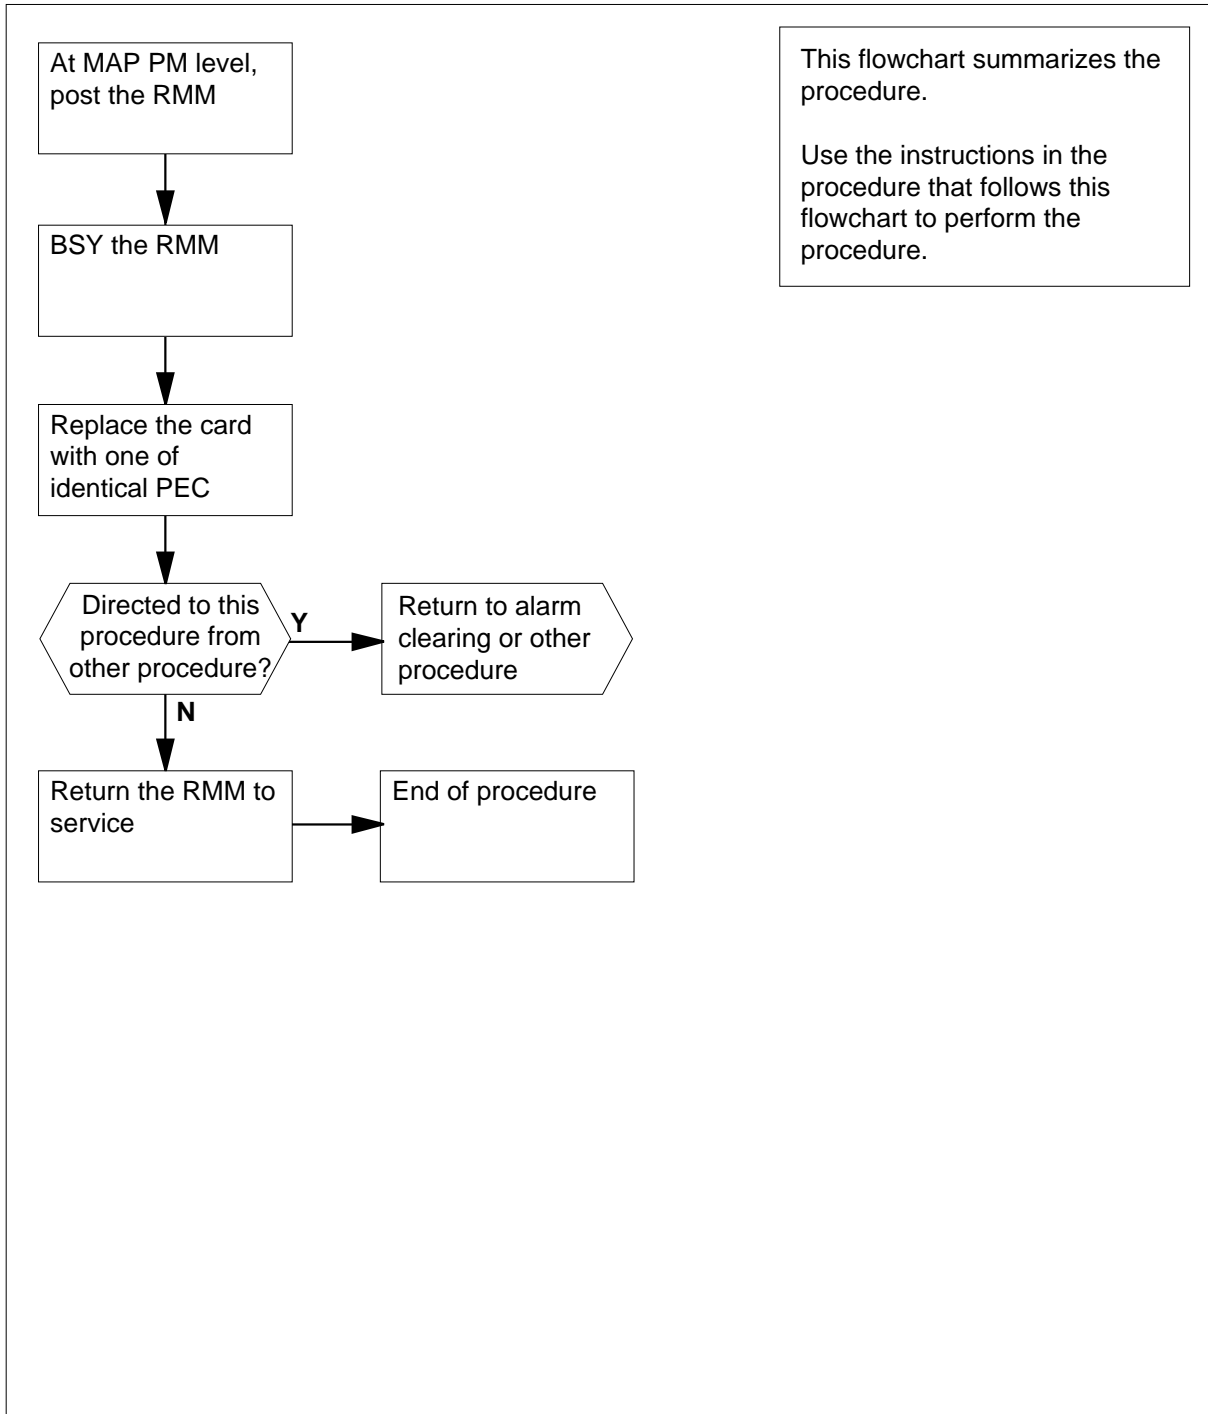 At MAP PM level,
post the RMM
BSY the RMM
Replace the card
with one of
identical PEC
Directed to this
procedure from
other procedure?
Y
Return to alarm
clearing or other
procedure
N
Return the RMM to
service
End of procedure
This flowchart summarizes the
procedure.
Use the instructions in the
procedure that follows this
flowchart to perform the
procedure.